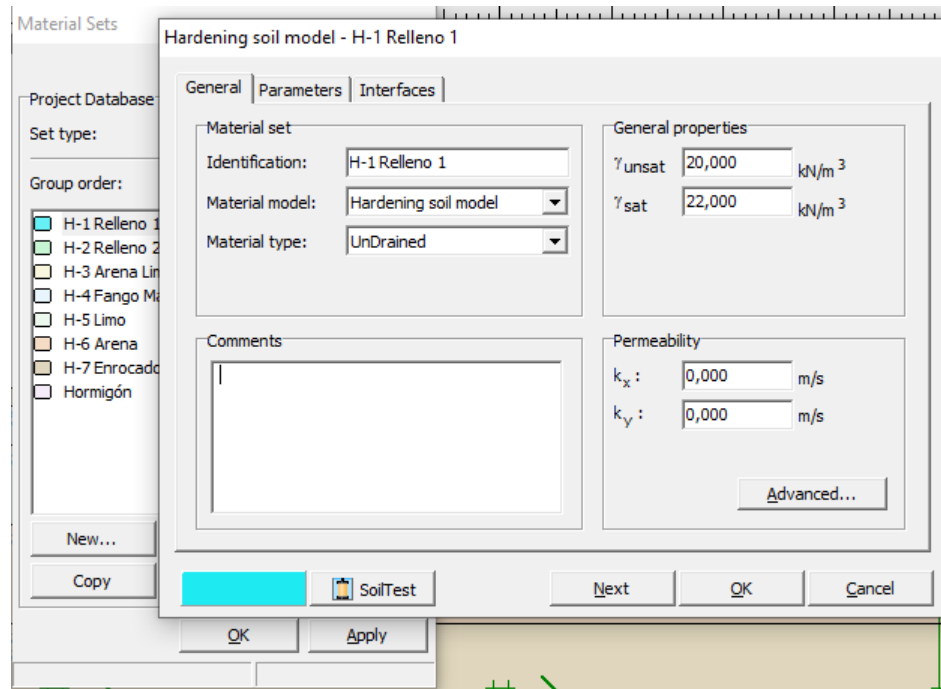 Material Sets
Project Database
Set type:
Group order:
H-1 Relleno 1
H-2 Relleno 2
H-3 Arena Lim
H-4 Fango Ma
H-5 Limo
H-6 Arena
H-7 Enrocado
Hormigón
New...
Copy
OK
Apply
Hardening soil model - H-1 Relleno 1
General
Parameters
Interfaces
Material set
Identification:
H-1 Relleno 1
Material model:
Hardening soil model
Material type:
UnDrained
General properties
γunsat
20,000
kN/m 3
γsat
22,000
kN/m 3
Comments
Permeability
kx :
0,000
m/s
ky :
0,000
m/s
Advanced...
SoilTest
Next
OK
Cancel